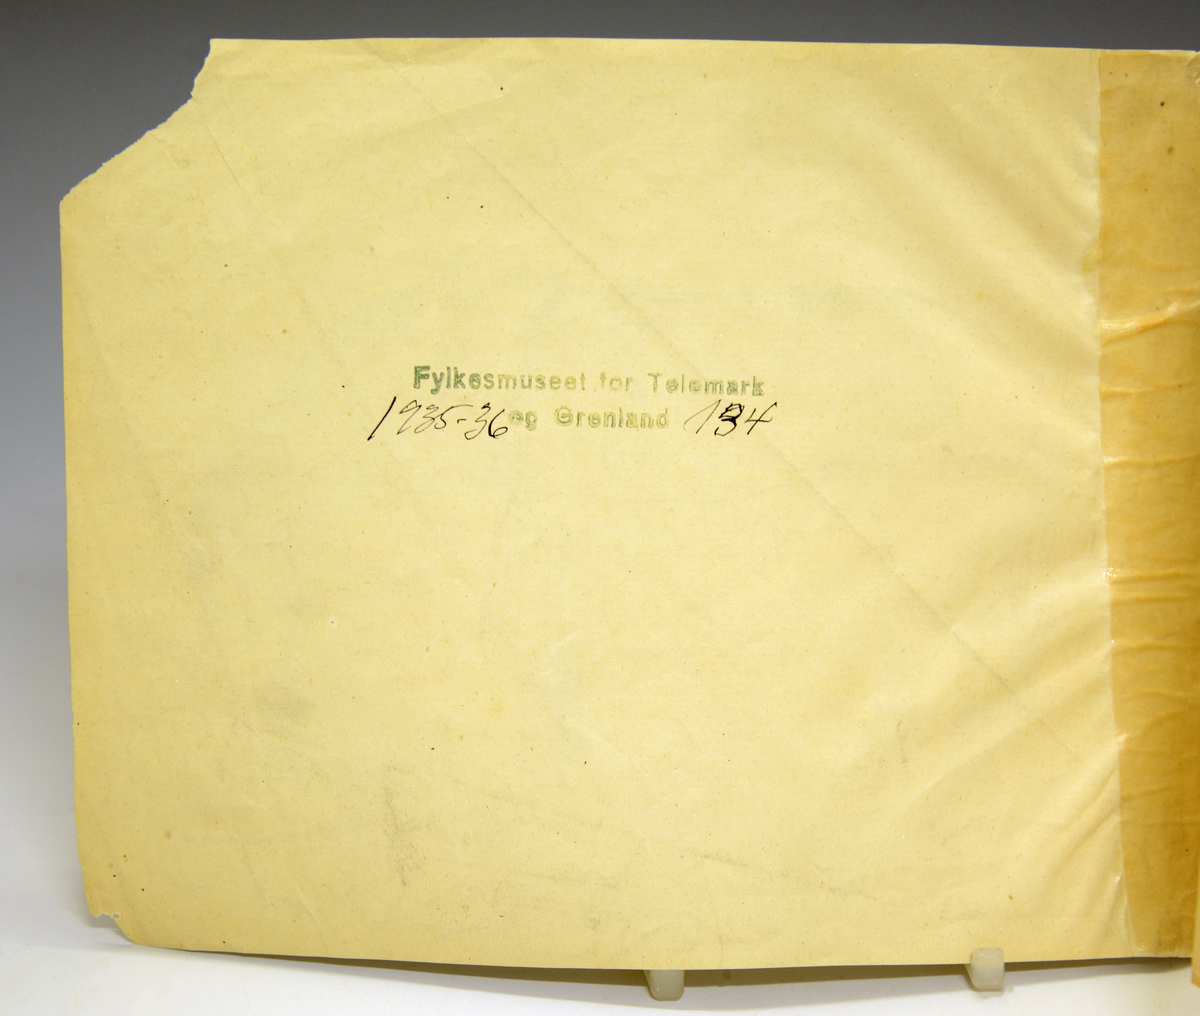 Fylkesmuseet for Telemark
1935-36 og Grenland 134